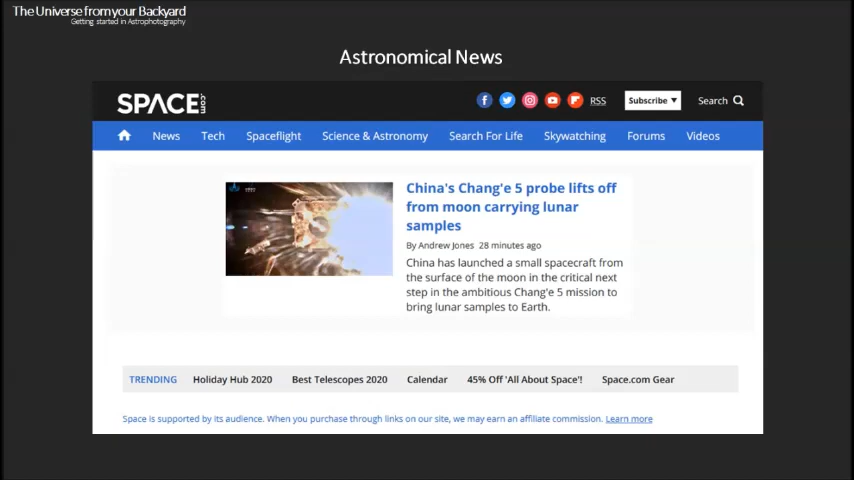 The Universe from your Backyard
Getting started in Astrophotography
Astronomical News
SPACE.com
RSS
Subscribe ▼
Search
News
Tech
Spaceflight
Science & Astronomy
Search For Life
Skywatching
Forums
Videos
China's Chang'e 5 probe lifts off
from moon carrying lunar
samples
By Andrew Jones 28 minutes ago
China has launched a small spacecraft from
the surface of the moon in the critical next
step in the ambitious Chang'e 5 mission to
bring lunar samples to Earth.
TRENDING
Holiday Hub 2020
Best Telescopes 2020
Calendar
45% Off 'All About Space'!
Space.com Gear
Space is supported by its audience. When you purchase through links on our site, we may earn an affiliate commission. Learn more